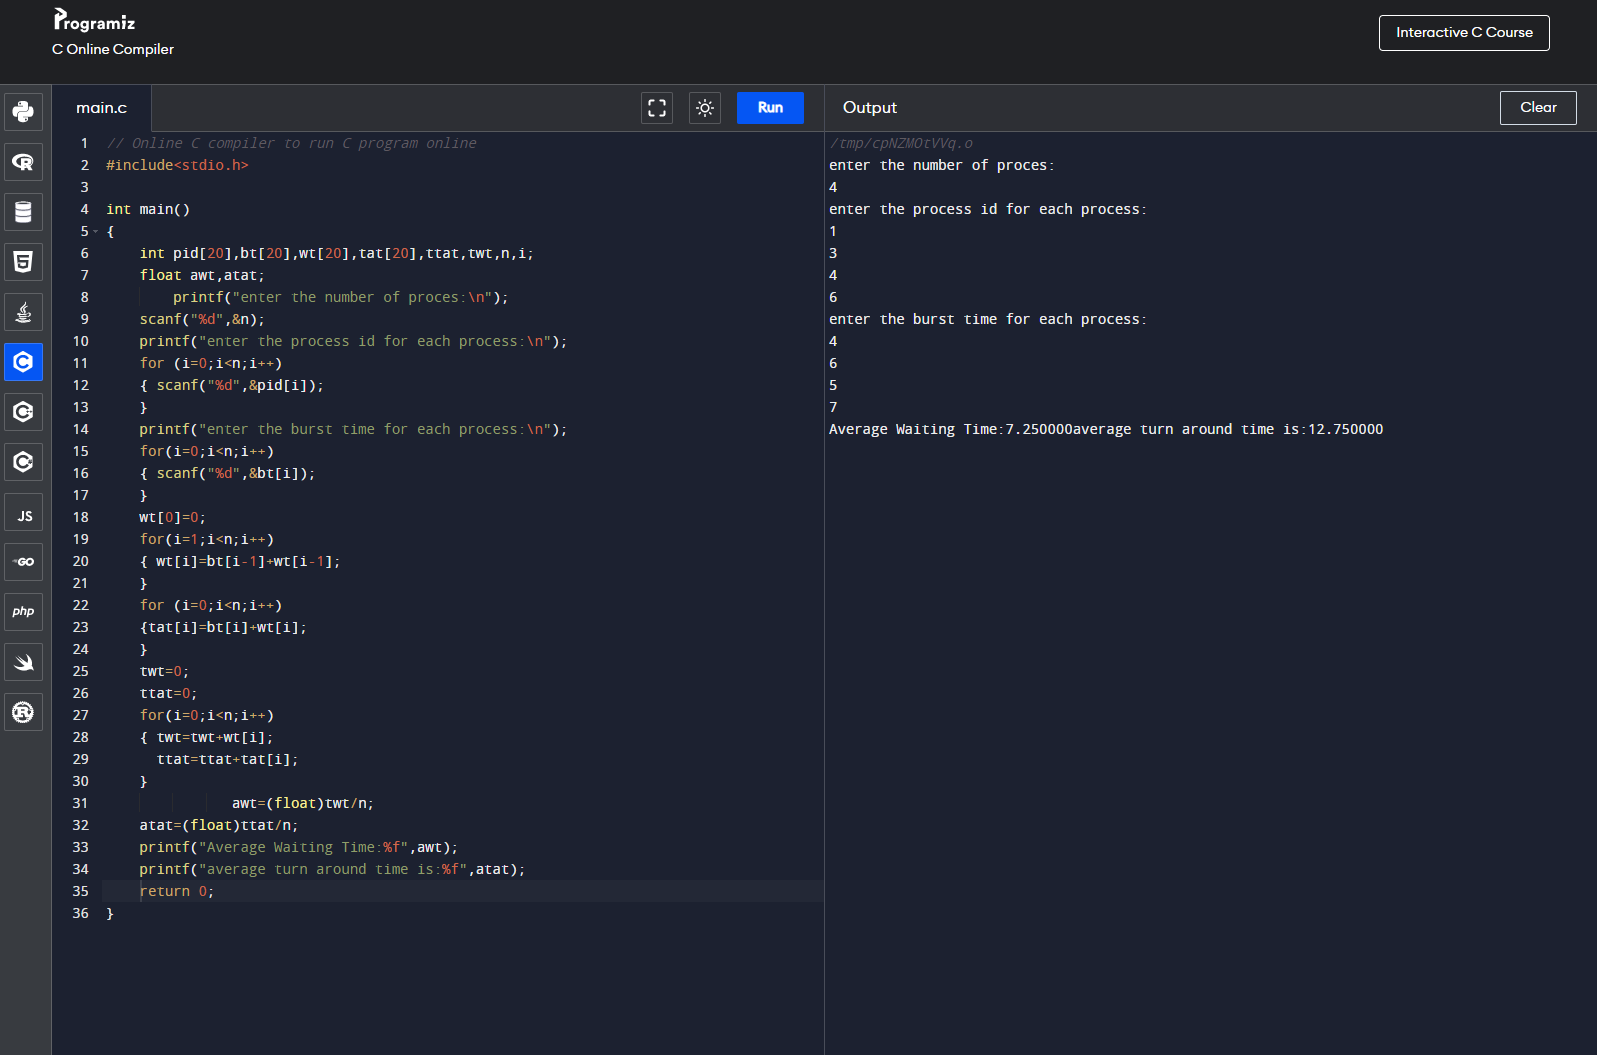 Programiz
C Online Compiler
Interactive C Course
main.c
Run
Output
Clear
JS
GO
php
1 // Online C compiler to run C program online
2 #include<stdio.h>
3
4 int main()
5 {
6     int pid[20],bt[20],wt[20],tat[20],ttat,twt,n,i;
7     float awt,atat;
8         printf("enter the number of proces:\n");
9     scanf("%d",&n);
10     printf("enter the process id for each process:\n");
11     for (i=0;i<n;i++)
12     { scanf("%d",&pid[i]);
13     }
14     printf("enter the burst time for each process:\n");
15     for(i=0;i<n;i++)
16     { scanf("%d",&bt[i]);
17     }
18     wt[0]=0;
19     for(i=1;i<n;i++)
20     { wt[i]=bt[i-1]+wt[i-1];
21     }
22     for (i=0;i<n;i++)
23     {tat[i]=bt[i]+wt[i];
24     }
25     twt=0;
26     ttat=0;
27     for(i=0;i<n;i++)
28     { twt=twt+wt[i];
29       ttat=ttat+tat[i];
30     }
31                awt=(float)twt/n;
32     atat=(float)ttat/n;
33     printf("Average Waiting Time:%f",awt);
34     printf("average turn around time is:%f",atat);
35     return 0;
36 }
/tmp/cpNZMOtVVq.o
enter the number of proces:
4
enter the process id for each process:
1
3
4
6
enter the burst time for each process:
4
6
5
7
Average Waiting Time:7.250000average turn around time is:12.750000